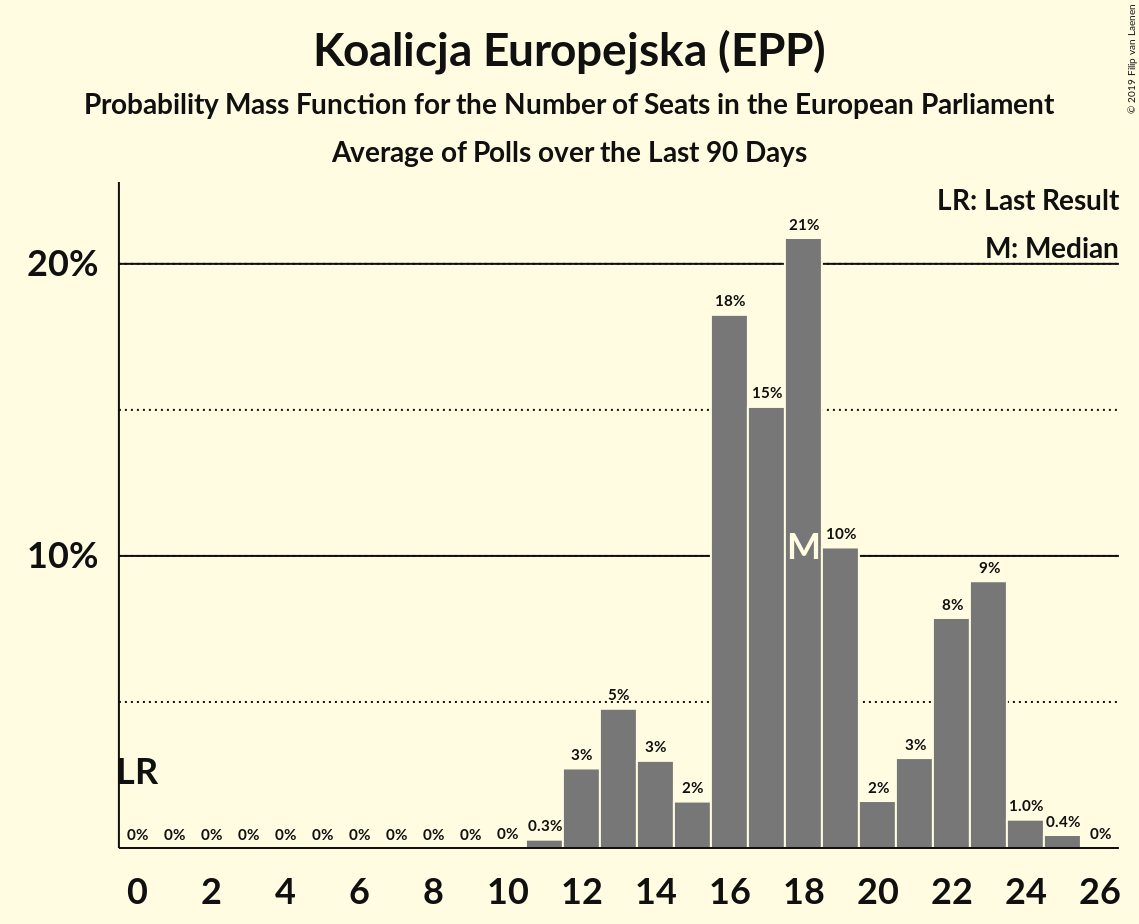 Koalicja Europejska (EPP)
Probability Mass Function for the Number of Seats in the European Parliament
Average of Polls over the Last 90 Days
© 2019 Filip van Laenen
LR: Last Result
M: Median
20%
10%
21%
18%
15%
M
10%
9%
8%
5%
3%
3%
2%
2%
3%
1.0%
0.4%
0%
LR
0% 0% 0% 0% 0% 0% 0% 0% 0% 0% 0% 0.3%
0 2 4 6 8 10 12 14 16 18 20 22 24 26